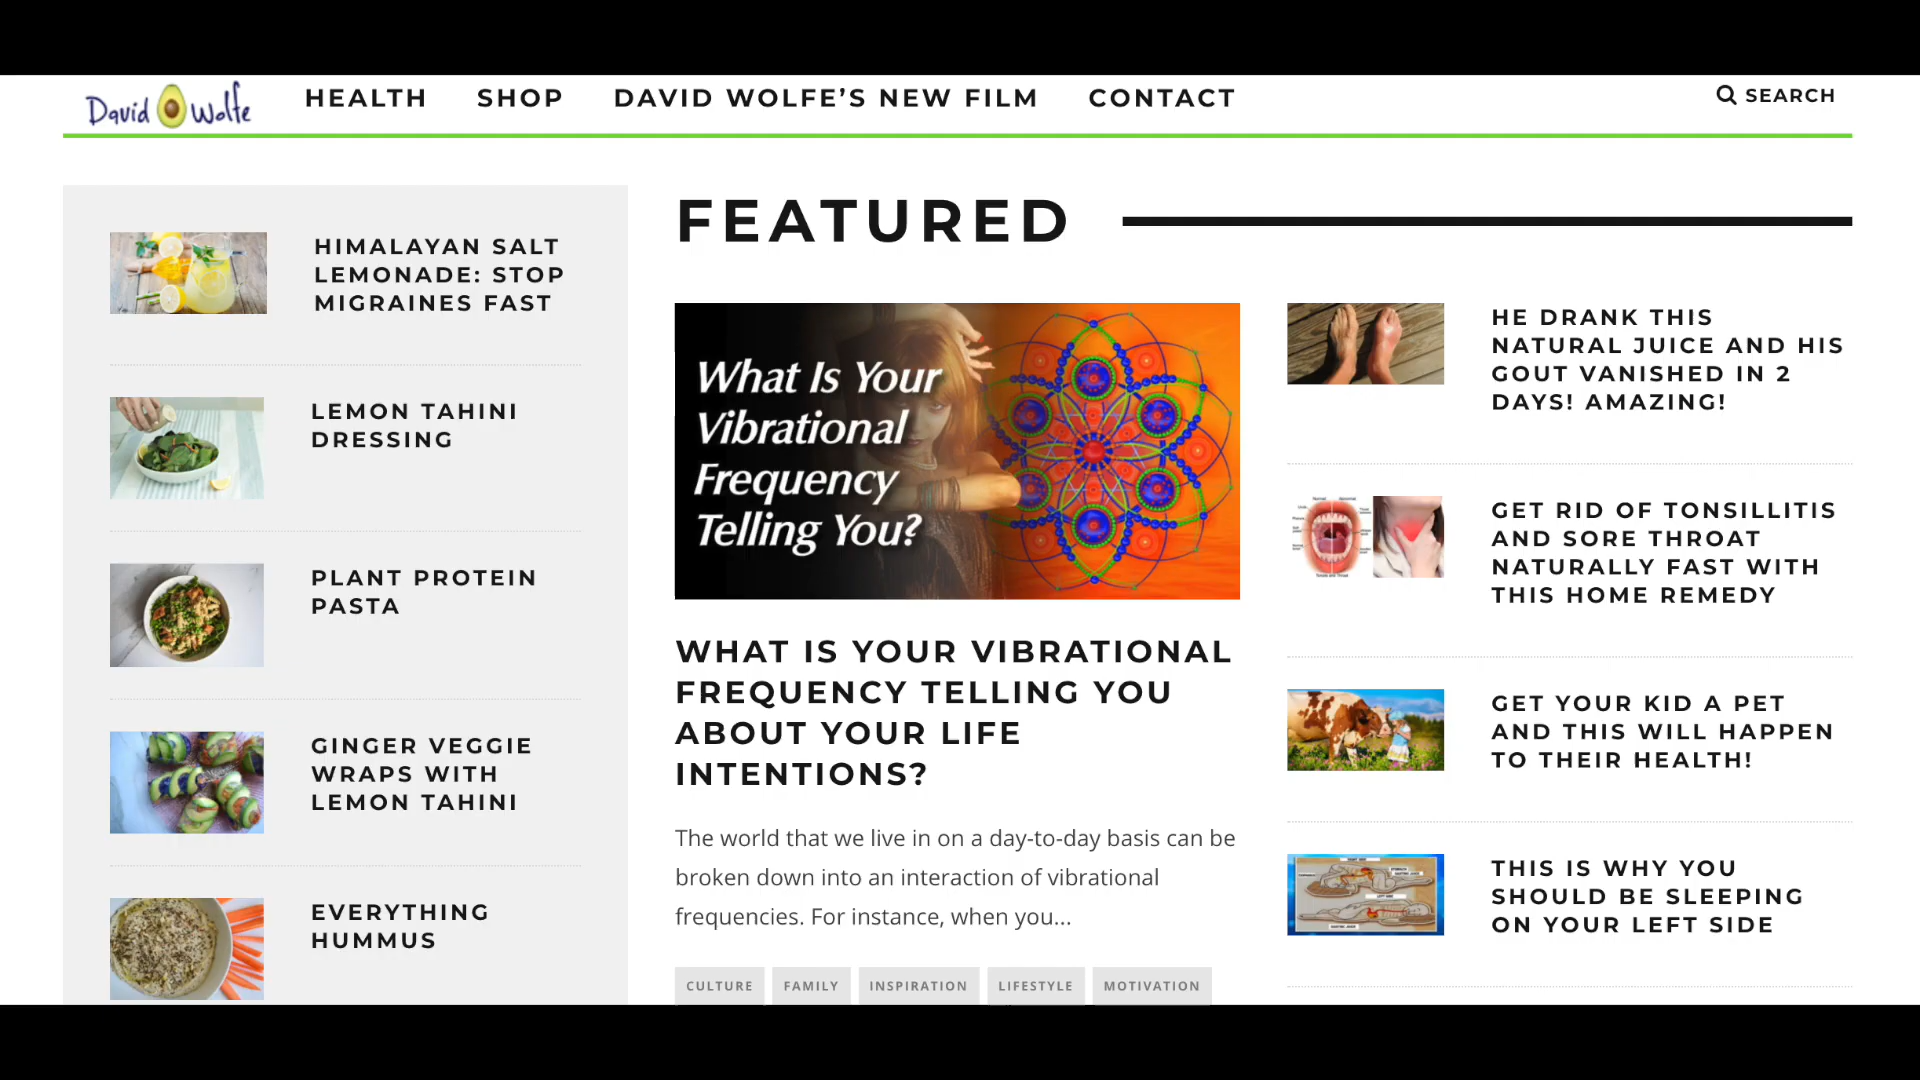 David Wolfe
HEALTH
SHOP
DAVID WOLFE’S NEW FILM
CONTACT
SEARCH
HIMALAYAN SALT
LEMONADE: STOP
MIGRAINES FAST
LEMON TAHINI
DRESSING
PLANT PROTEIN
PASTA
GINGER VEGGIE
WRAPS WITH
LEMON TAHINI
EVERYTHING
HUMMUS
FEATURED
What Is Your
Vibrational
Frequency
Telling You?
WHAT IS YOUR VIBRATIONAL
FREQUENCY TELLING YOU
ABOUT YOUR LIFE
INTENTIONS?
The world that we live in on a day-to-day basis can be
broken down into an interaction of vibrational
frequencies. For instance, when you...
CULTURE
FAMILY
INSPIRATION
LIFESTYLE
MOTIVATION
HE DRANK THIS
NATURAL JUICE AND HIS
GOUT VANISHED IN 2
DAYS! AMAZING!
GET RID OF TONSILLITIS
AND SORE THROAT
NATURALLY FAST WITH
THIS HOME REMEDY
GET YOUR KID A PET
AND THIS WILL HAPPEN
TO THEIR HEALTH!
THIS IS WHY YOU
SHOULD BE SLEEPING
ON YOUR LEFT SIDE